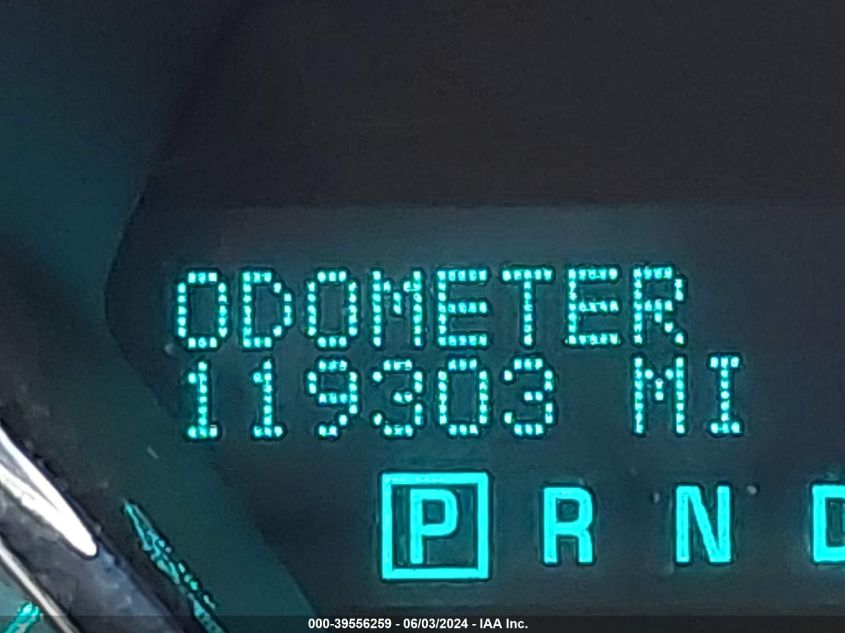 ODOMETER
119303 MI
P R N D
000-39556259 - 06/03/2024 - IAA Inc.